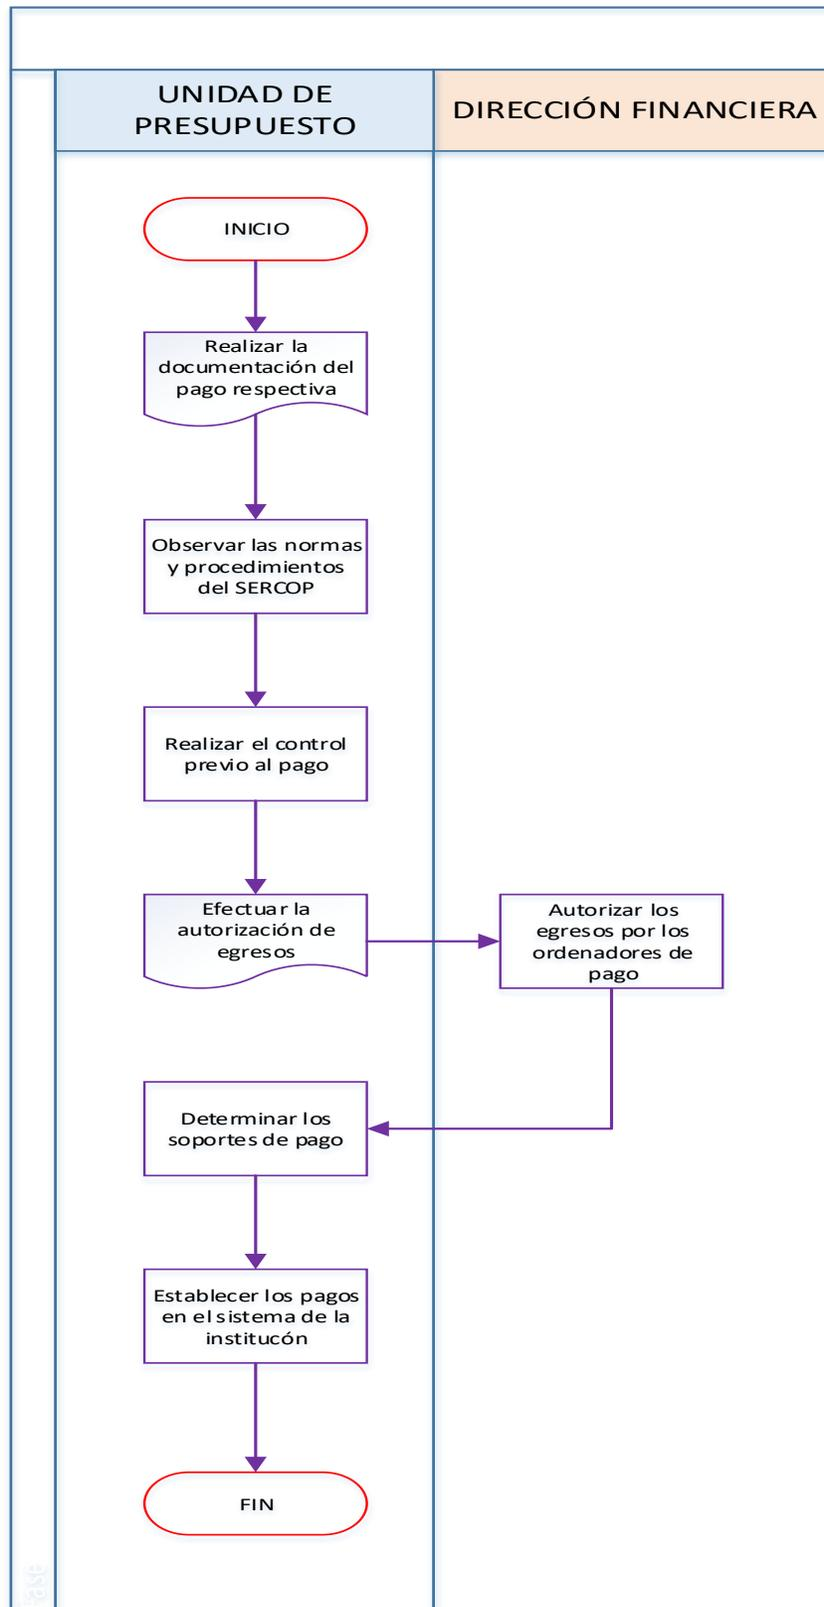 UNIDAD DE
PRESUPUESTO
DIRECCIÓN FINANCIERA
INICIO
Realizar la
documentación del
pago respectiva
Observar las normas
y procedimientos
del SERCOP
Realizar el control
previo al pago
Efectuar la
autorización de
egresos
Autorizar los
egresos por los
ordenadores de
pago
Determinar los
soportes de pago
Establecer los pagos
en el sistema de la
institucón
FIN